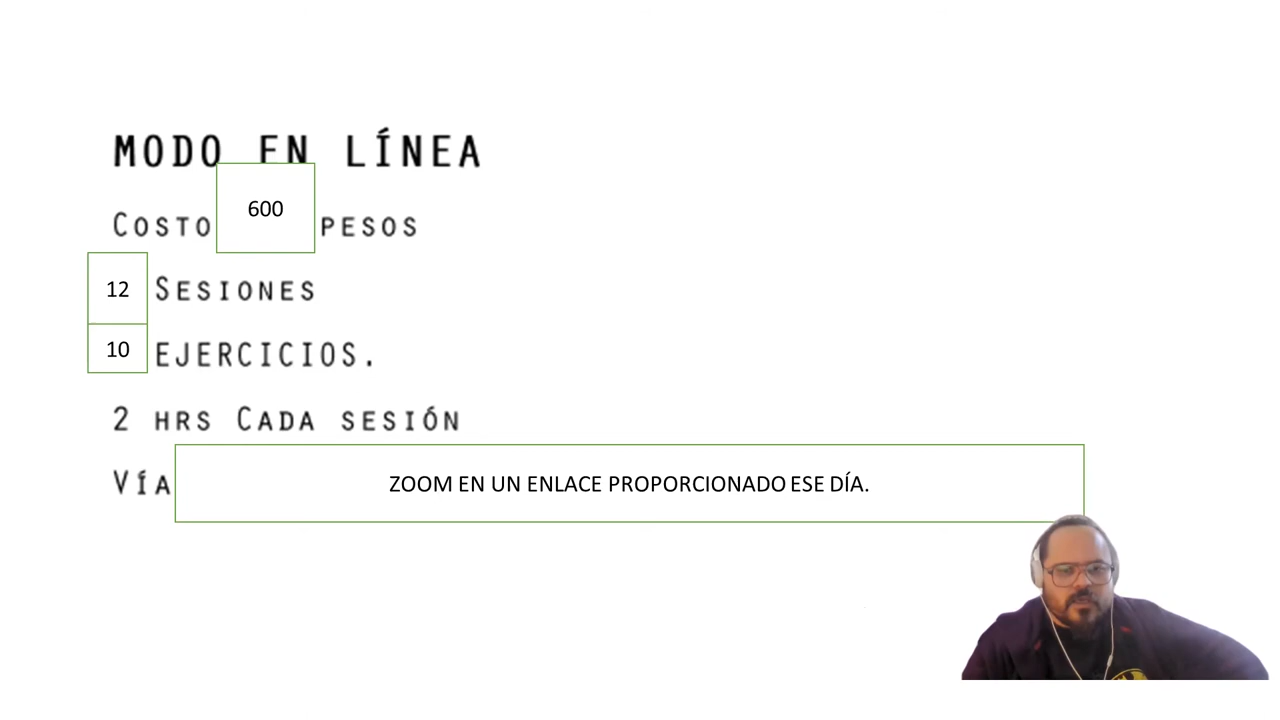 MODO EN LÍNEA
COSTO 600 PESOS
12 SESIONES
10 EJERCICIOS.
2 HRS CADA SESIÓN
VÍA ZOOM EN UN ENLACE PROPORCIONADO ESE DÍA.